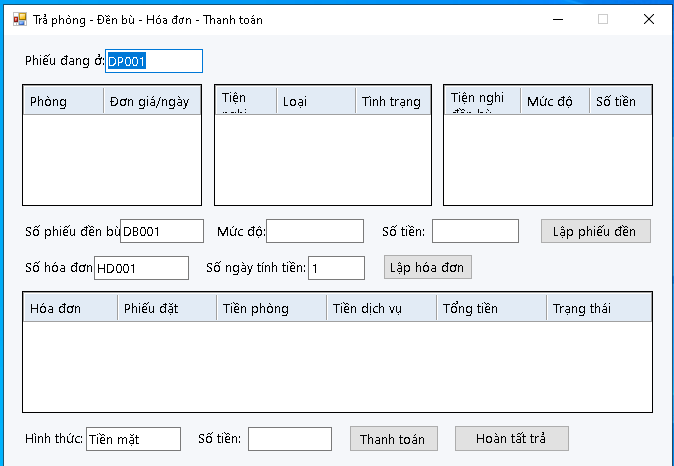 Trả phòng - Đền bù - Hóa đơn - Thanh toán
Phiếu đang ở: DP001
Phòng Đơn giá/ngày Tiện nghi Loại Tình trạng Tiện nghi đền bù Mức độ Số tiền
Số phiếu đền bù DB001 Mức độ: Số tiền: Lập phiếu đền
Số hóa đơn HD001 Số ngày tính tiền: 1 Lập hóa đơn
Hóa đơn Phiếu đặt Tiền phòng Tiền dịch vụ Tổng tiền Trạng thái
Hình thức: Tiền mặt Số tiền: Thanh toán Hoàn tất trả